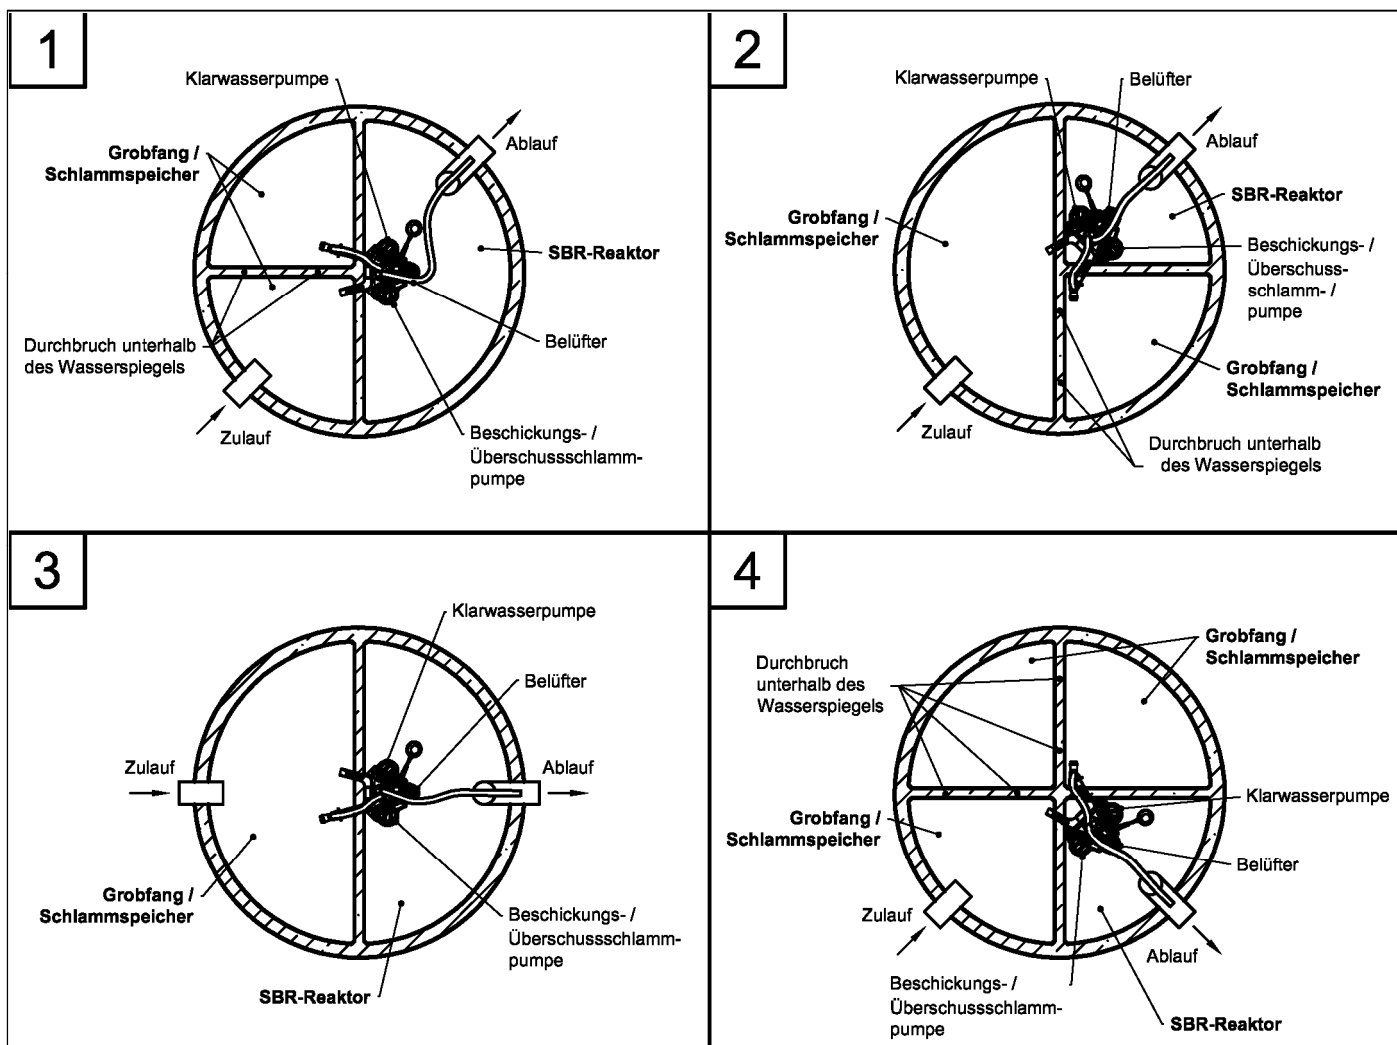 1
Klarwasserpumpe
Ablauf
Grobfang /
Schlammspeicher
SBR-Reaktor
Durchbruch unterhalb
des Wasserspiegels
Belüfter
Zulauf
Beschickungs- /
Überschussschlamm-
pumpe
2
Klarwasserpumpe
Belüfter
Ablauf
SBR-Reaktor
Grobfang /
Schlammspeicher
Beschickungs- /
Überschuss-
schlamm- /
pumpe
Grobfang /
Schlammspeicher
Zulauf
Durchbruch unterhalb
des Wasserspiegels
3
Klarwasserpumpe
Belüfter
Zulauf
Ablauf
Grobfang /
Schlammspeicher
Beschickungs- /
Überschussschlamm-
pumpe
SBR-Reaktor
4
Grobfang /
Schlammspeicher
Durchbruch
unterhalb des
Wasserspiegels
Klarwasserpumpe
Grobfang /
Schlammspeicher
Belüfter
Zulauf
Ablauf
Beschickungs- /
Überschussschlamm-
pumpe
SBR-Reaktor